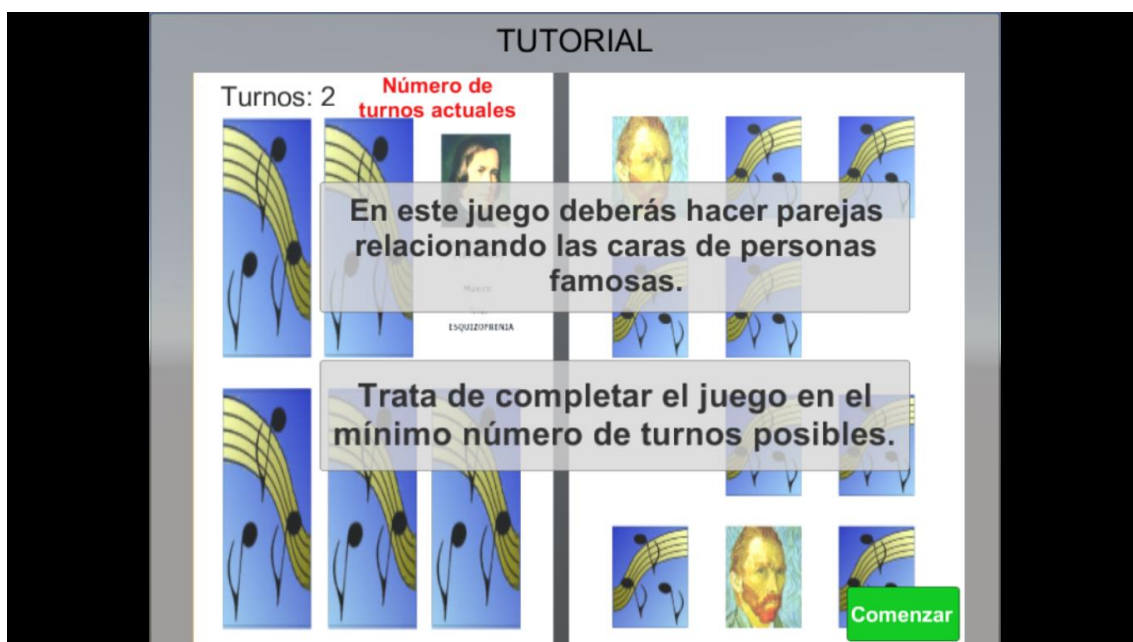 TUTORIAL
Turnos: 2
Número de
turnos actuales
En este juego deberás hacer parejas
relacionando las caras de personas
famosas.
ESQUIZOFRENIA
Trata de completar el juego en el
mínimo número de turnos posibles.
Comenzar